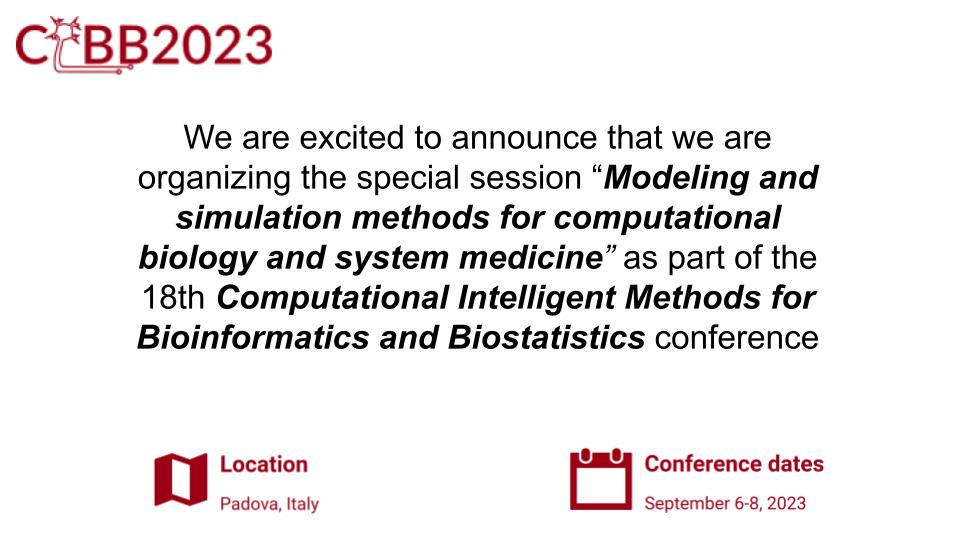 CIBB2023
We are excited to announce that we are
organizing the special session “Modeling and
simulation methods for computational
biology and system medicine” as part of the
18th Computational Intelligent Methods for
Bioinformatics and Biostatistics conference
Location
Padova, Italy
Conference dates
September 6-8, 2023